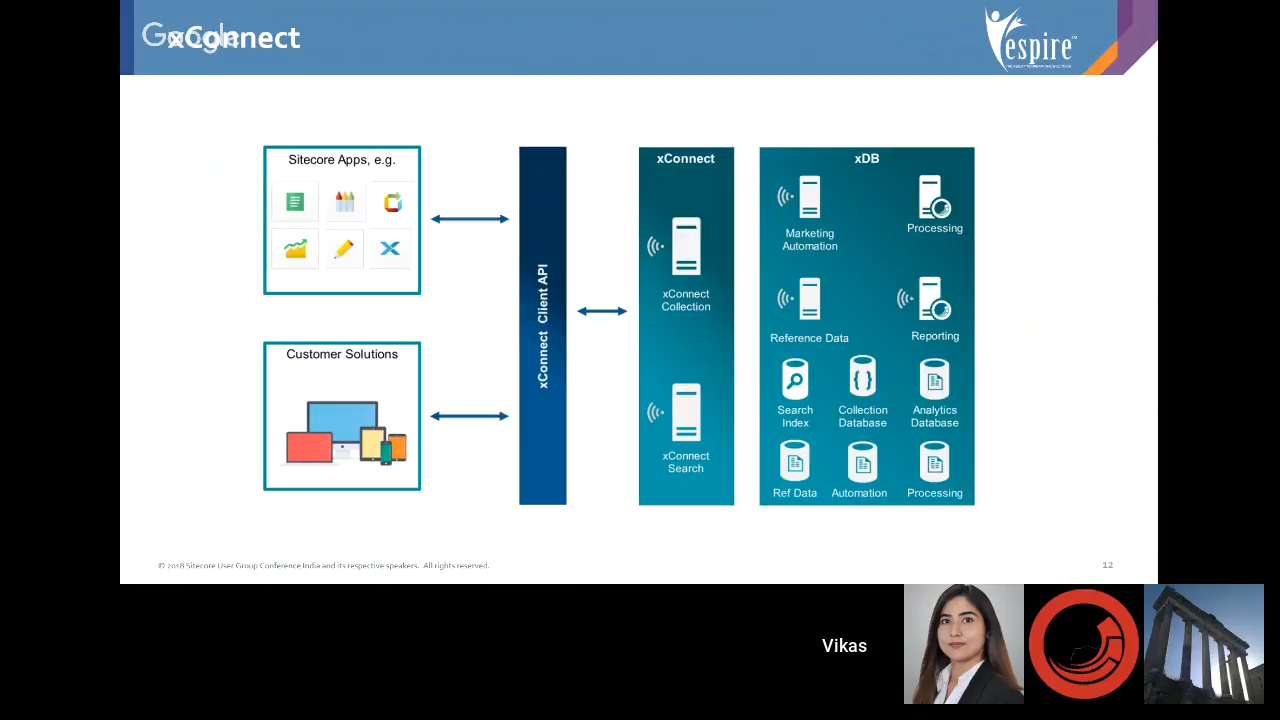 Google
xConnect
espire
Sitecore Apps, e.g.
Customer Solutions
xConnect Client API
xConnect
xConnect
Collection
xConnect
Search
xDB
Marketing
Automation
Processing
Reference Data
Reporting
Search
Index
Collection
Database
Analytics
Database
Ref Data
Automation
Processing
© 2018 Sitecore User Group Conference India and its respective speakers. All rights reserved.
12
Vikas